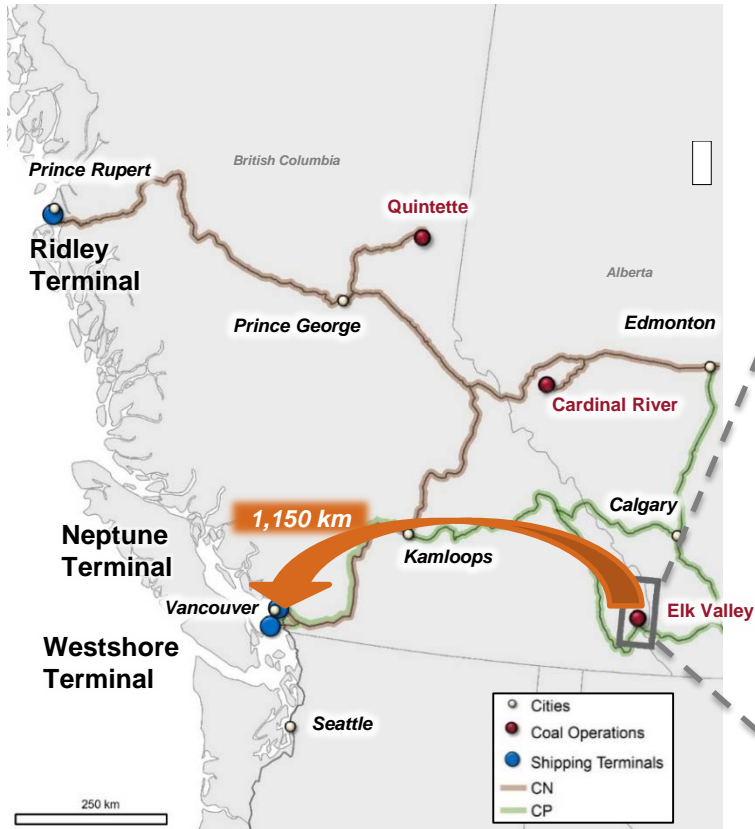 British Columbia
Prince Rupert
Quintette
Ridley
Terminal
Alberta
Prince George
Edmonton
Cardinal River
1,150 km
Calgary
Neptune
Terminal
Kamloops
Vancouver
Elk Valley
Westshore
Terminal
Seattle
Cities
Coal Operations
Shipping Terminals
CN
CP
250 km